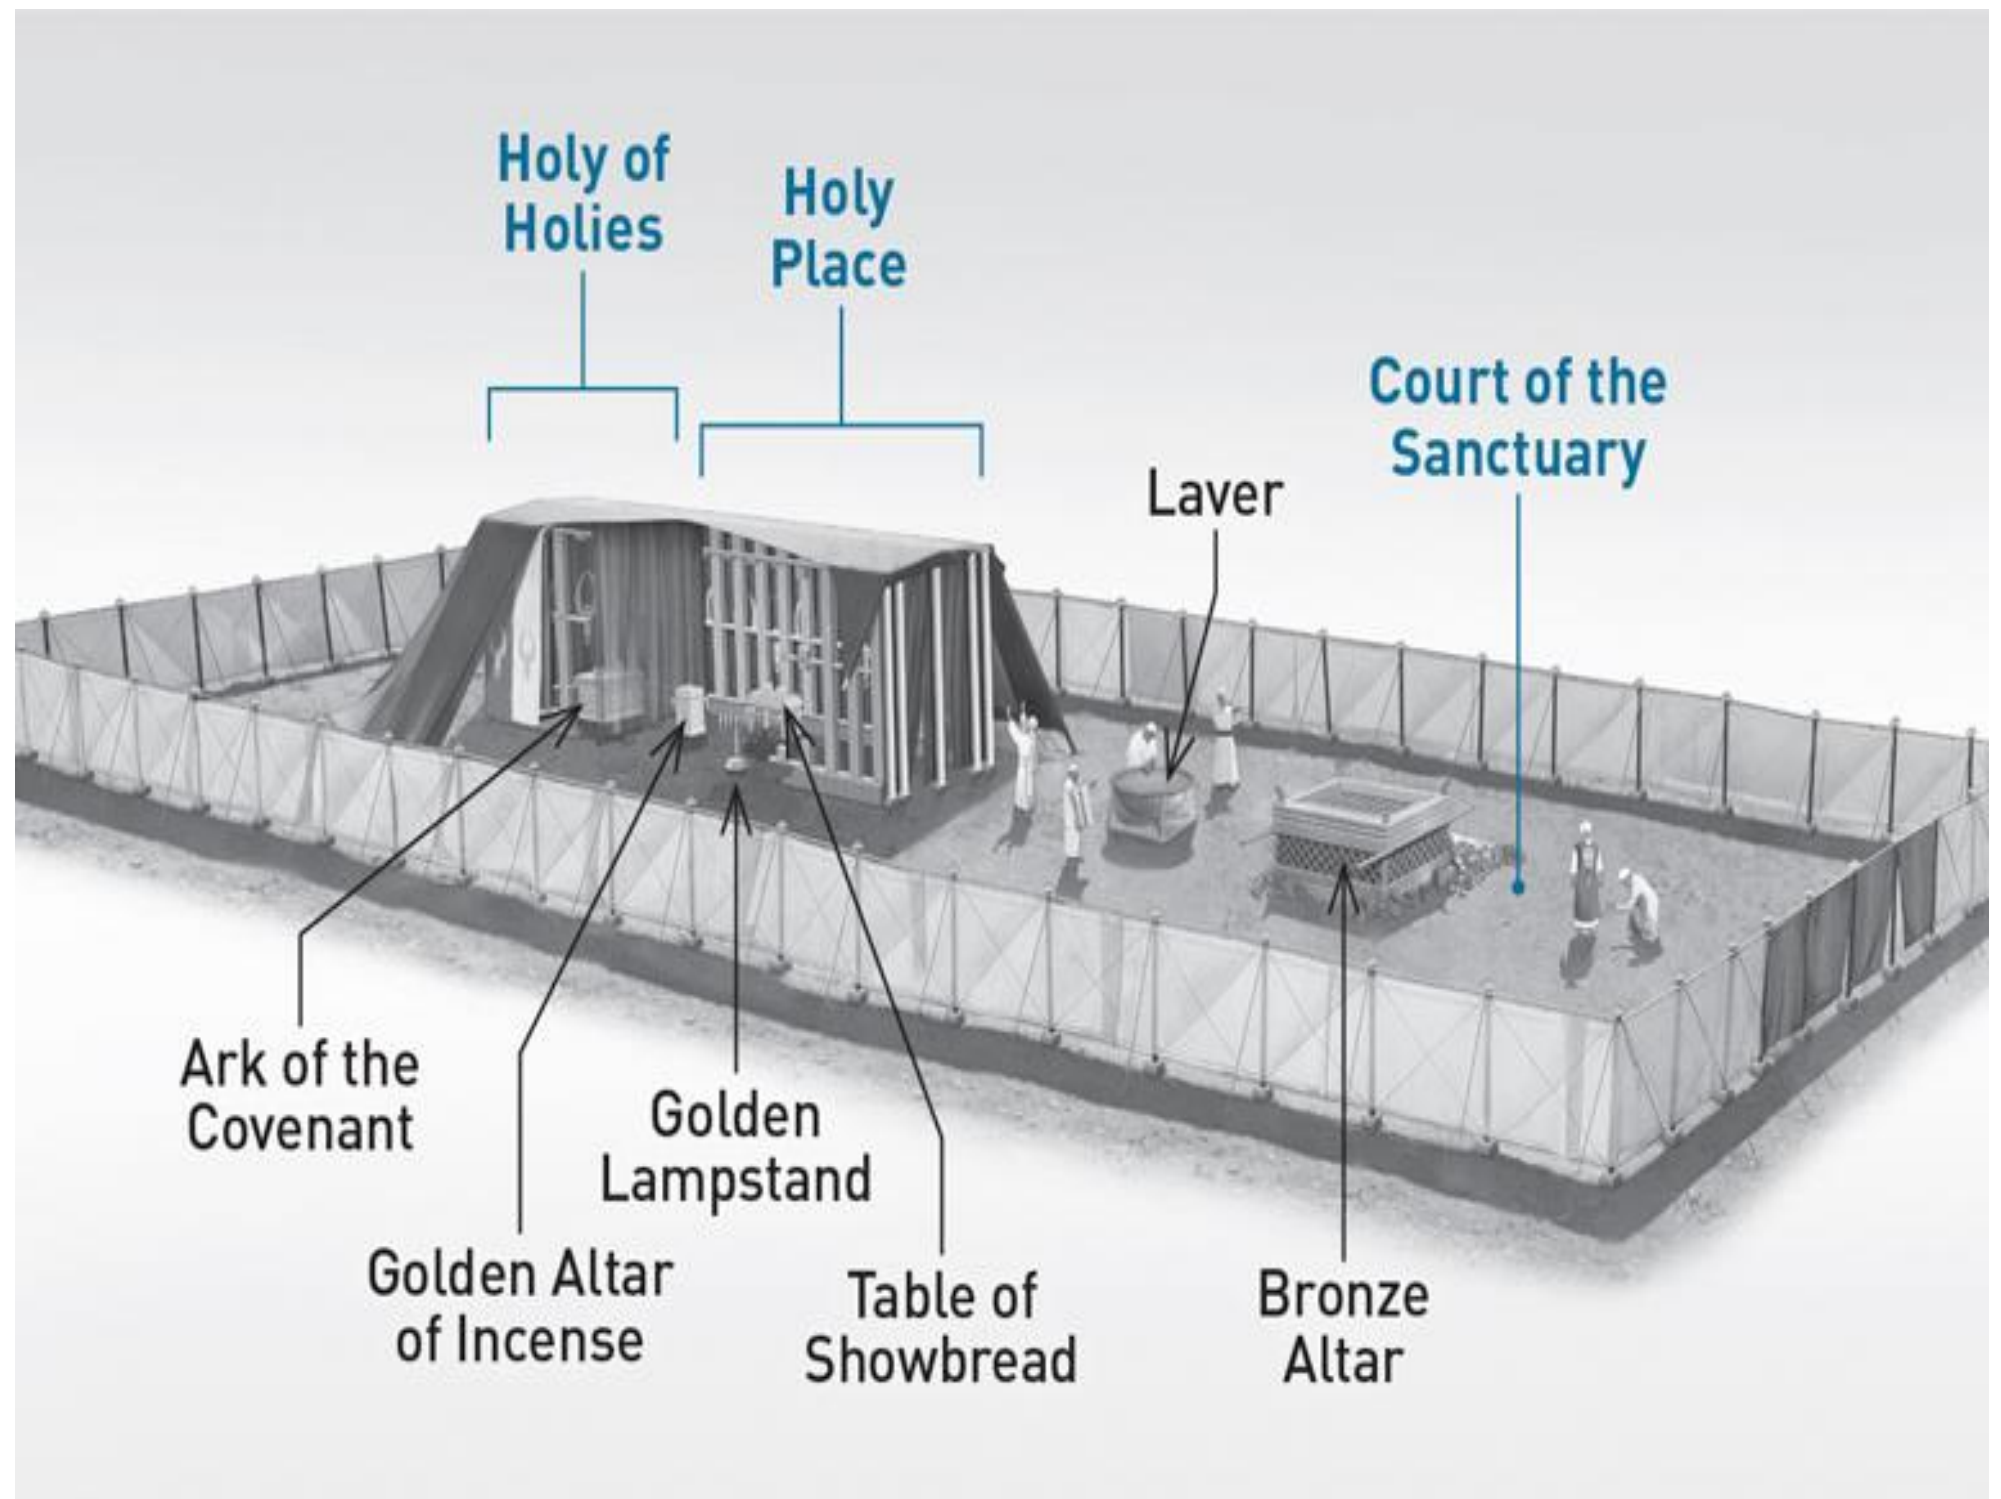 Holy of
Holies
Holy
Place
Court of the
Sanctuary
Laver
Ark of the
Covenant
Golden
Lampstand
Golden Altar
of Incense
Table of
Showbread
Bronze
Altar